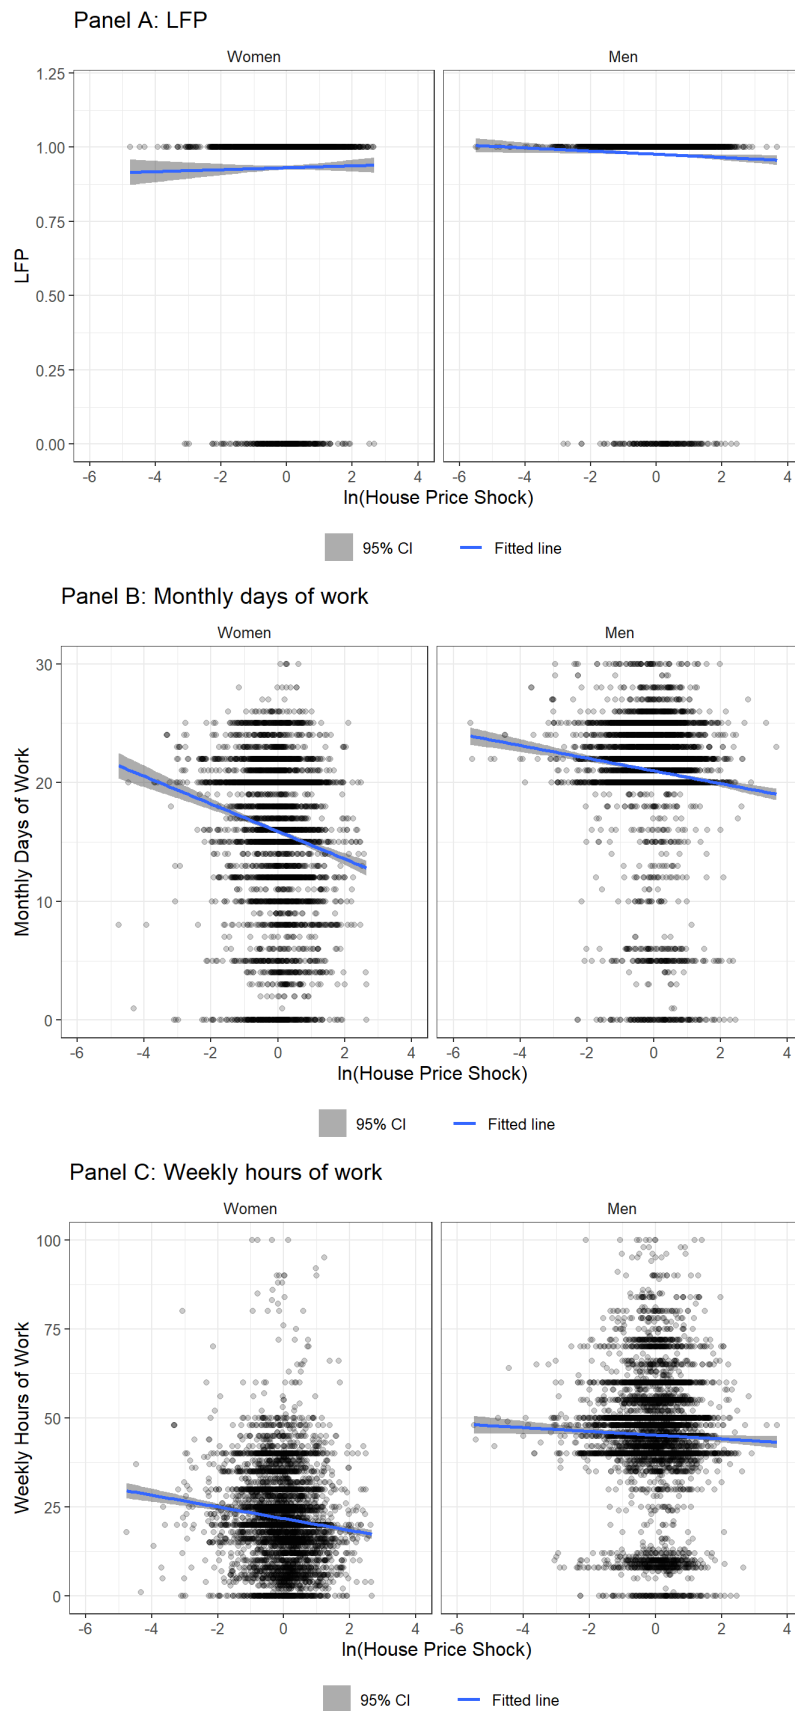 Panel A: LFP
Women Men
1.25
1.00
0.75
0.50
0.25
0.00
LFP
-6 -4 -2 0 2 4 -6 -4 -2 0 2 4
ln(House Price Shock)
95% CI Fitted line
Panel B: Monthly days of work
Women Men
30
20
10
0
Monthly Days of Work
-6 -4 -2 0 2 4 -6 -4 -2 0 2 4
ln(House Price Shock)
95% CI Fitted line
Panel C: Weekly hours of work
Women Men
100
75
50
25
0
Weekly Hours of Work
-6 -4 -2 0 2 4 -6 -4 -2 0 2 4
ln(House Price Shock)
95% CI Fitted line